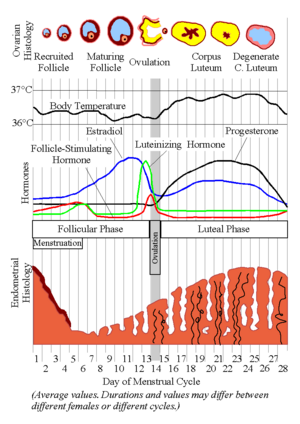 Ovarian
Histology
Recruited
Follicle
Maturing
Follicle
Ovulation
Corpus
Luteum
Degenerate
C. Luteum
37°C
Body Temperature
36°C
Hormones
Estradiol
Luteinizing Hormone
Progesterone
Follicle-Stimulating
Hormone
Follicular Phase
Luteal Phase
Menstruation
Ovulation
Endometrial
Histology
1 3 5 7 9 11 13 15 17 19 21 23 25 27
2 4 6 8 10 12 14 16 18 20 22 24 26 28
Day of Menstrual Cycle
(Average values. Durations and values may differ between
different females or different cycles.)